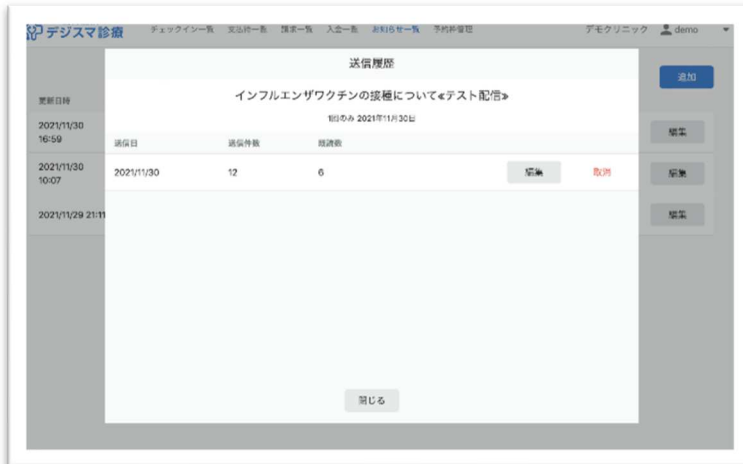 デジスマ診療 チェックイン一覧 支払待一覧 請求一覧 入金一覧 お知らせ一覧 予約枠管理 デモクリニック demo
送信履歴
追加
インフルエンザワクチンの接種について≪テスト配信≫
更新日時
1回のみ 2021年11月30日
2021/11/30
16:59
編集
送信日 送信件数 既読数
2021/11/30
10:07
2021/11/30 12 6 編集 取消
編集
2021/11/29 21:11
編集
閉じる